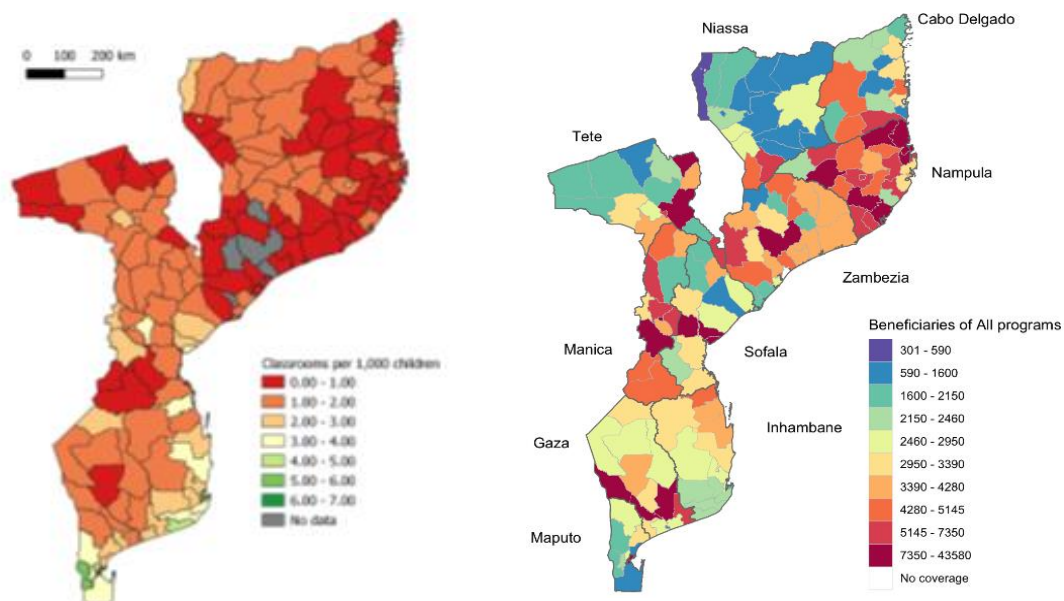 0 100 200 km
Classrooms per 1,000 children
0.00 - 1.00
1.00 - 2.00
2.00 - 3.00
3.00 - 4.00
4.00 - 5.00
5.00 - 6.00
6.00 - 7.00
No data
Niassa
Cabo Delgado
Tete
Nampula
Zambezia
Manica
Sofala
Gaza
Inhambane
Maputo
Beneficiaries of All programs
301 - 590
590 - 1600
1600 - 2150
2150 - 2460
2460 - 2950
2950 - 3390
3390 - 4280
4280 - 5145
5145 - 7350
7350 - 43580
No coverage